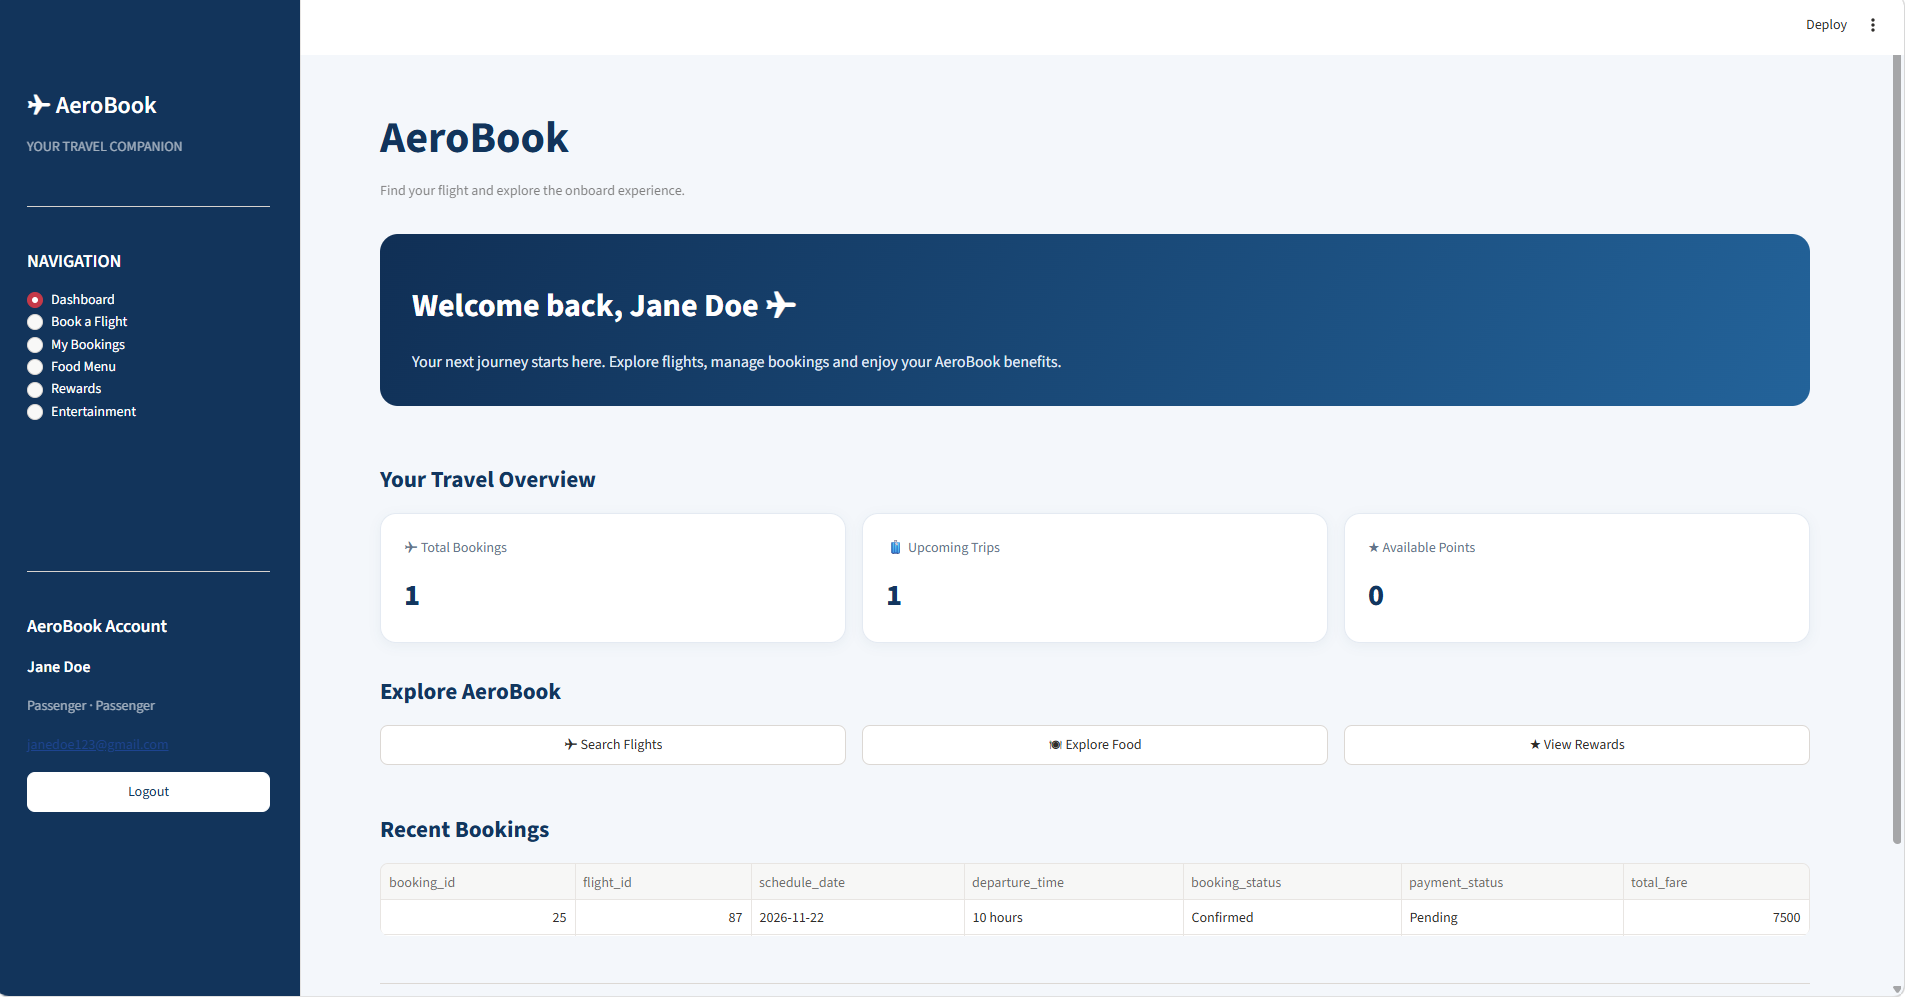 Deploy
✈ AeroBook
YOUR TRAVEL COMPANION
NAVIGATION
Dashboard
Book a Flight
My Bookings
Food Menu
Rewards
Entertainment
AeroBook Account
Jane Doe
Passenger · Passenger
janedoe123@gmail.com
Logout
AeroBook
Find your flight and explore the onboard experience.
Welcome back, Jane Doe ✈
Your next journey starts here. Explore flights, manage bookings and enjoy your AeroBook benefits.
Your Travel Overview
✈ Total Bookings
1
🧳 Upcoming Trips
1
★ Available Points
0
Explore AeroBook
✈ Search Flights
🍽 Explore Food
★ View Rewards
Recent Bookings
booking_id flight_id schedule_date departure_time booking_status payment_status total_fare
25 87 2026-11-22 10 hours Confirmed Pending 7500